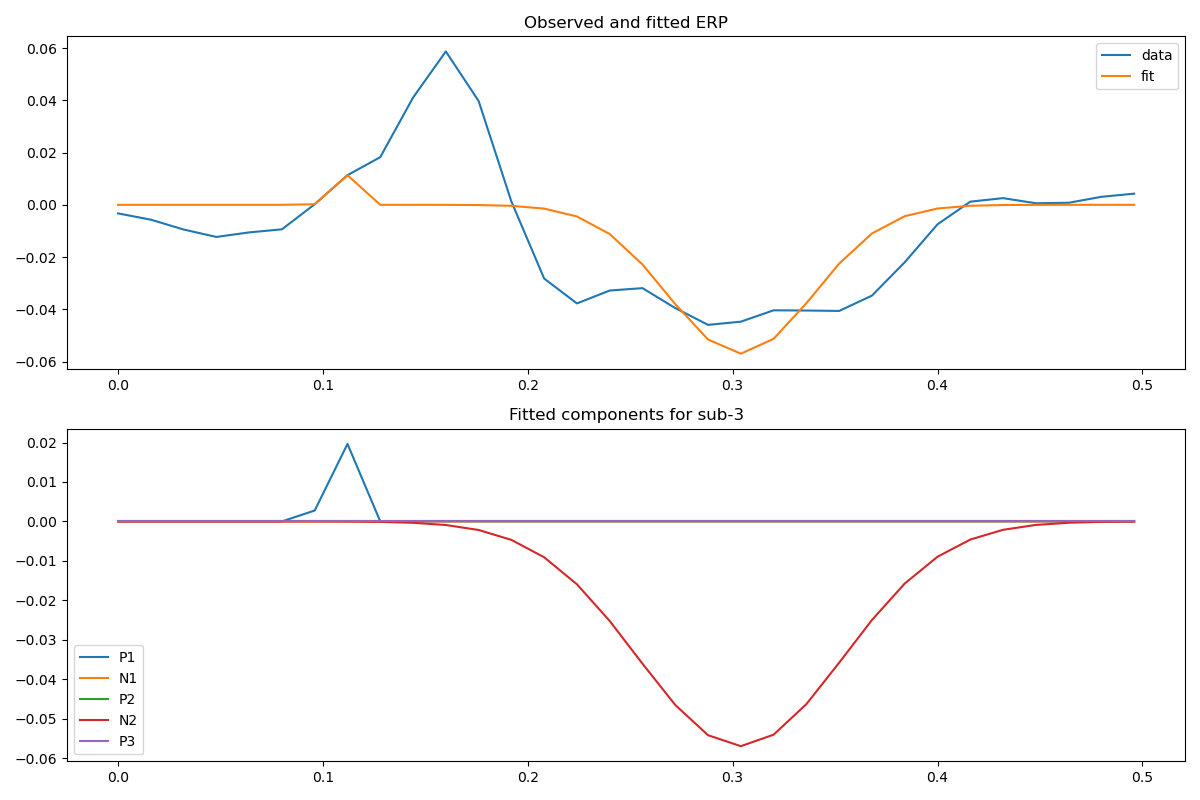 Observed and fitted ERP
0.06
0.04
0.02
0.00
−0.02
−0.04
−0.06
data
fit
0.0 0.1 0.2 0.3 0.4 0.5
Fitted components for sub-3
0.02
0.01
0.00
−0.01
−0.02
−0.03
−0.04
−0.05
−0.06
P1
N1
P2
N2
P3
0.0 0.1 0.2 0.3 0.4 0.5